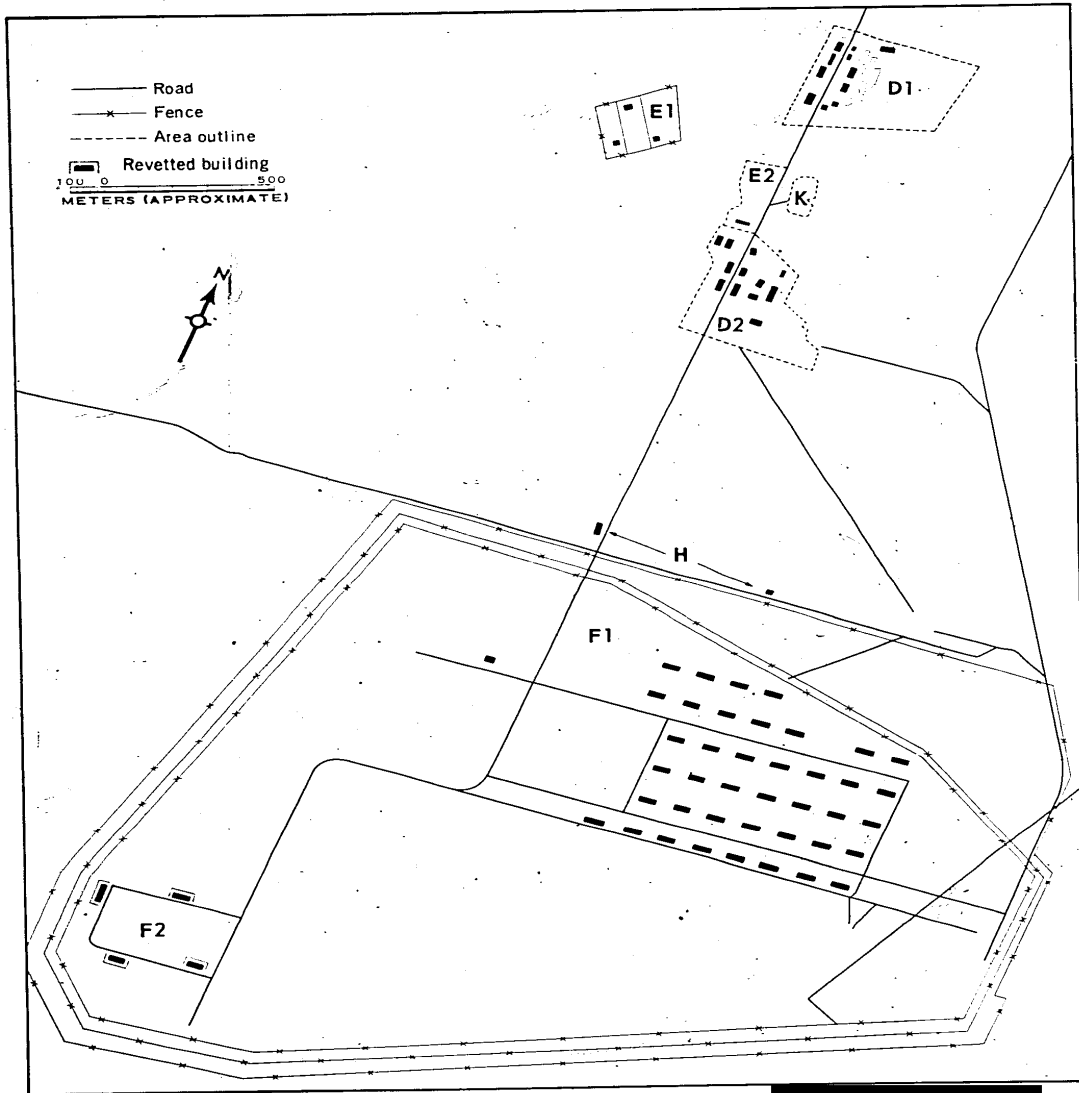 Road
Fence
Area outline
Revetted building
100 0 500
METERS (APPROXIMATE)
N
D1
E1
E2
K
D2
H
F1
F2